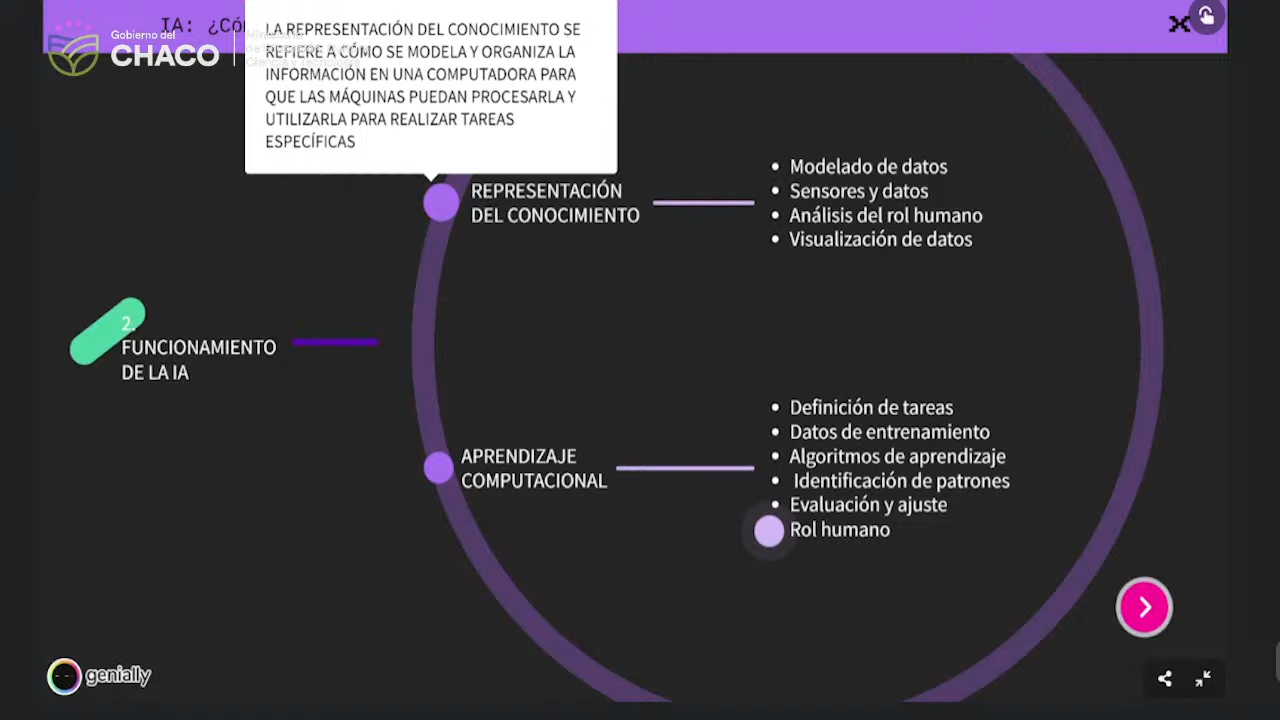 IA: ¿Có
Gobierno del
CHACO
LA REPRESENTACIÓN DEL CONOCIMIENTO SE
REFIERE A CÓMO SE MODELA Y ORGANIZA LA
INFORMACIÓN EN UNA COMPUTADORA PARA
QUE LAS MÁQUINAS PUEDAN PROCESARLA Y
UTILIZARLA PARA REALIZAR TAREAS
ESPECÍFICAS
REPRESENTACIÓN
DEL CONOCIMIENTO
• Modelado de datos
• Sensores y datos
• Análisis del rol humano
• Visualización de datos
2.
FUNCIONAMIENTO
DE LA IA
APRENDIZAJE
COMPUTACIONAL
• Definición de tareas
• Datos de entrenamiento
• Algoritmos de aprendizaje
• Identificación de patrones
• Evaluación y ajuste
Rol humano
genially